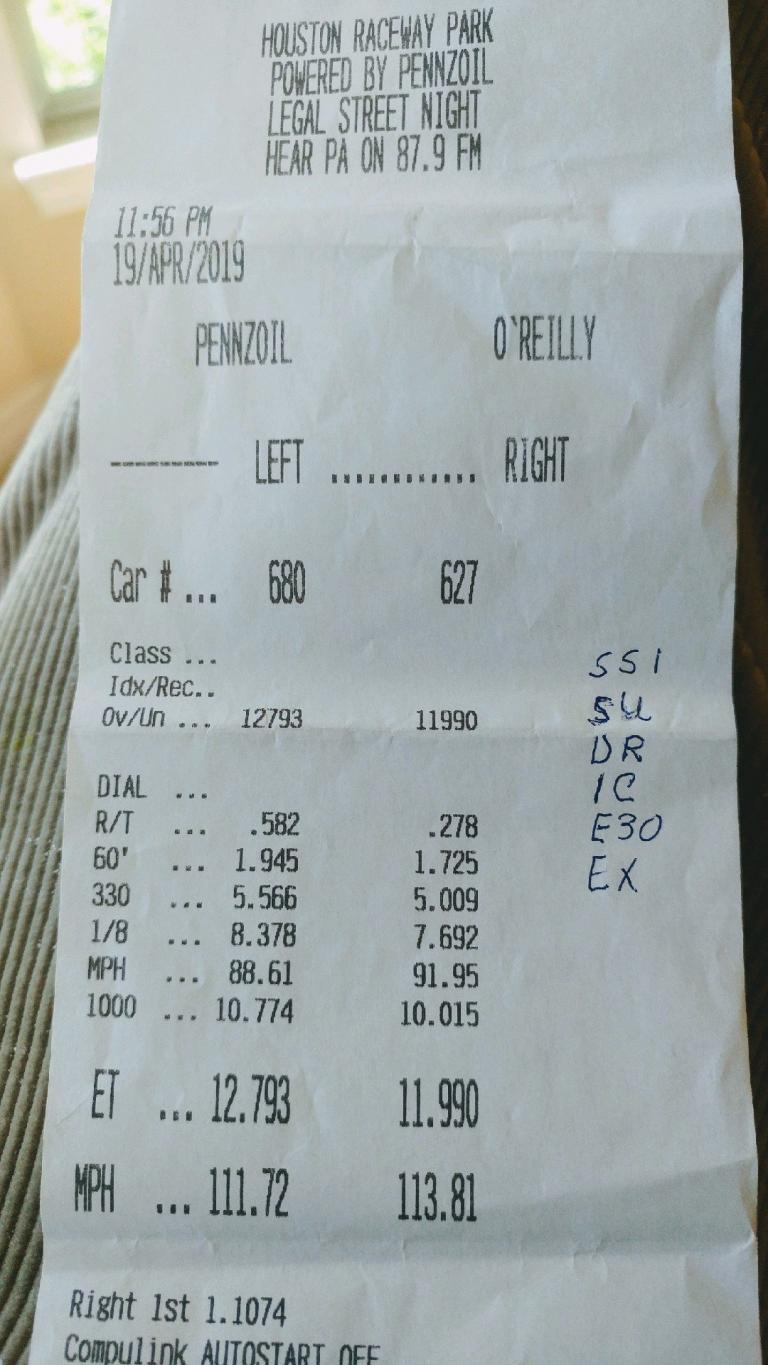 HOUSTON RACEWAY PARK
POWERED BY PENNZOIL
LEGAL STREET NIGHT
HEAR PA ON 87.9 FM
11:56 PM
19/APR/2019
PENNZOIL O`REILLY
---------- LEFT ............. RIGHT
Car # ... 680 627
Class ...
Idx/Rec..
Ov/Un ... 12793 11990
DIAL ...
R/T ... .582 .278
60' ... 1.945 1.725
330 ... 5.566 5.009
1/8 ... 8.378 7.692
MPH ... 88.61 91.95
1000 ... 10.774 10.015
ET ... 12.793 11.990
MPH ... 111.72 113.81
Right 1st 1.1074
Compulink AUTOSTART OFF
SSI
SU
DR
IC
E30
EX